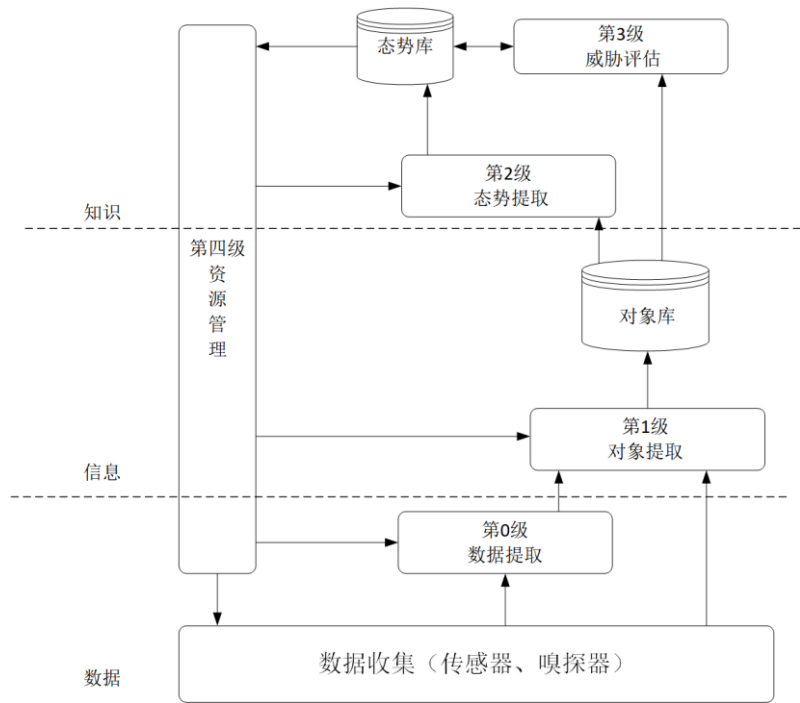 态势库
第3级
威胁评估
第2级
态势提取
知识
第四级
资
源
管
理
对象库
第1级
对象提取
信息
第0级
数据提取
数据收集（传感器、嗅探器）
数据